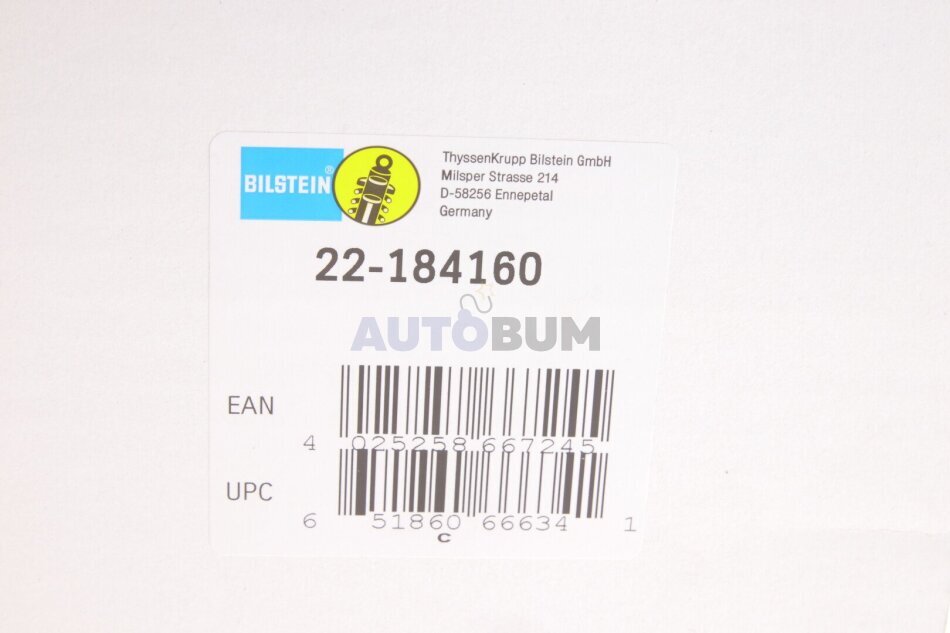 BILSTEIN®
ThyssenKrupp Bilstein GmbH
Milsper Strasse 214
D-58256 Ennepetal
Germany
22-184160
AUTOBUM
EAN
4 025258 667245
UPC
6 51860 66634 1
C